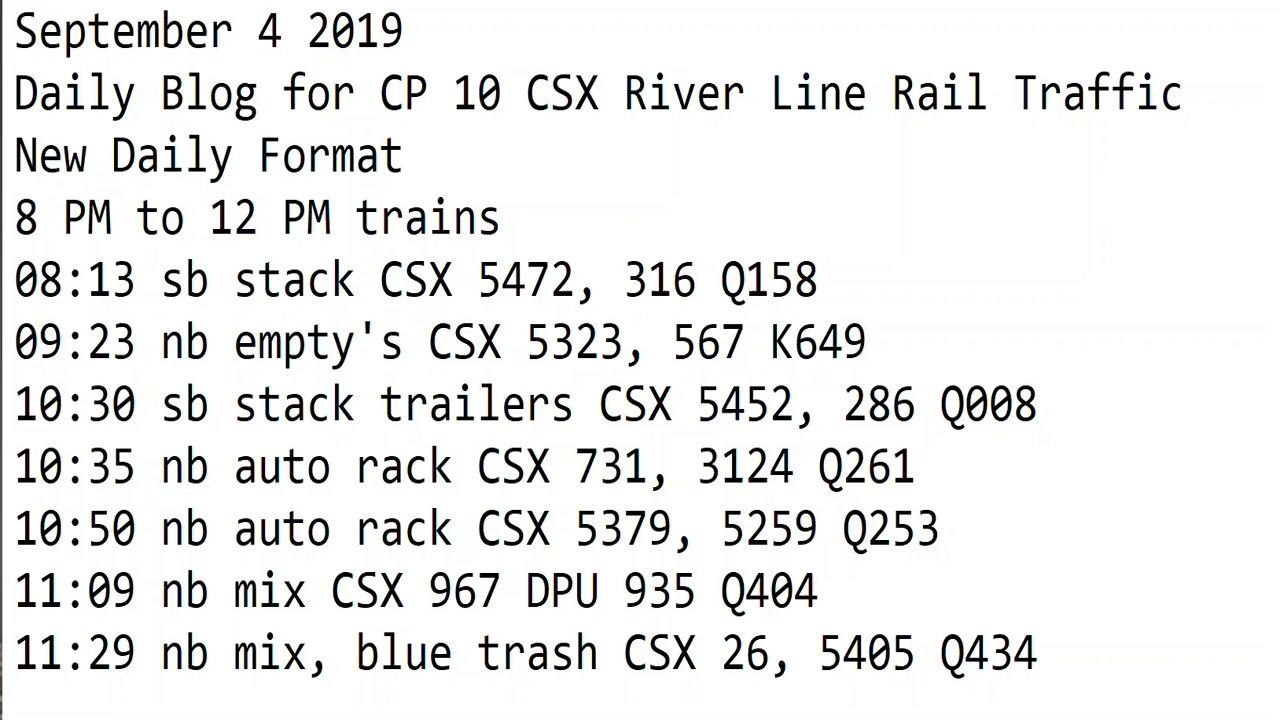 September 4 2019
Daily Blog for CP 10 CSX River Line Rail Traffic
New Daily Format
8 PM to 12 PM trains
08:13 sb stack CSX 5472, 316 Q158
09:23 nb empty's CSX 5323, 567 K649
10:30 sb stack trailers CSX 5452, 286 Q008
10:35 nb auto rack CSX 731, 3124 Q261
10:50 nb auto rack CSX 5379, 5259 Q253
11:09 nb mix CSX 967 DPU 935 Q404
11:29 nb mix, blue trash CSX 26, 5405 Q434